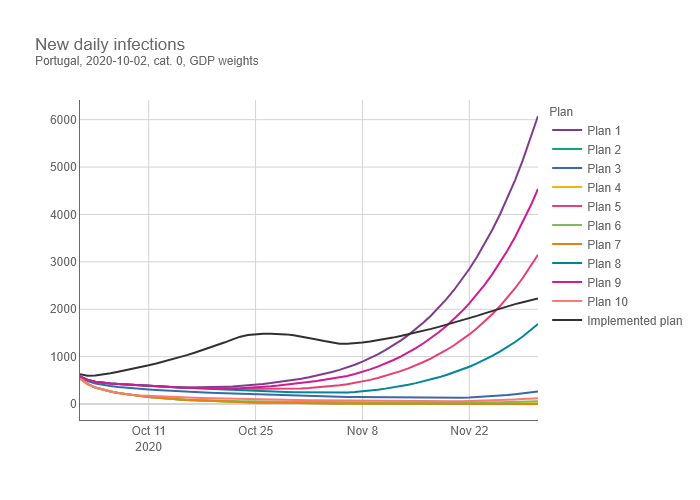 New daily infections
Portugal, 2020-10-02, cat. 0, GDP weights
Plan
Plan 1
Plan 2
Plan 3
Plan 4
Plan 5
Plan 6
Plan 7
Plan 8
Plan 9
Plan 10
Implemented plan
6000
5000
4000
3000
2000
1000
0
Oct 11
2020
Oct 25
Nov 8
Nov 22